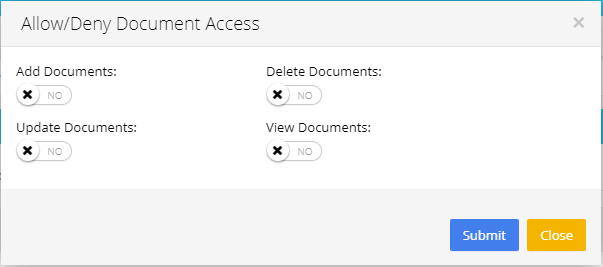 Allow/Deny Document Access ×
Add Documents: Delete Documents:
NO NO
Update Documents: View Documents:
NO NO
Submit Close